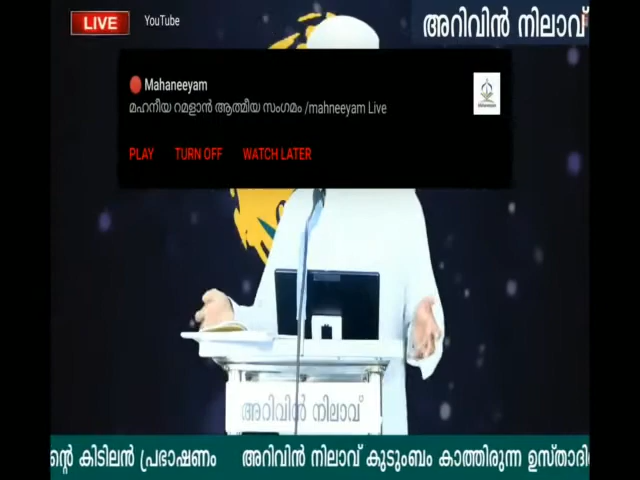 LIVE
YouTube
അറിവിൻ നിലാവ്
Mahaneeyam
മഹനീയ റമളാൻ ആത്മീയ സംഗമം /mahneeyam Live
PLAY TURN OFF WATCH LATER
അറിവിൻ നിലാവ്
ന്റെ കിടിലൻ പ്രഭാഷണം അറിവിൻ നിലാവ് കുടുംബം കാത്തിരുന്ന ഉസ്താദി